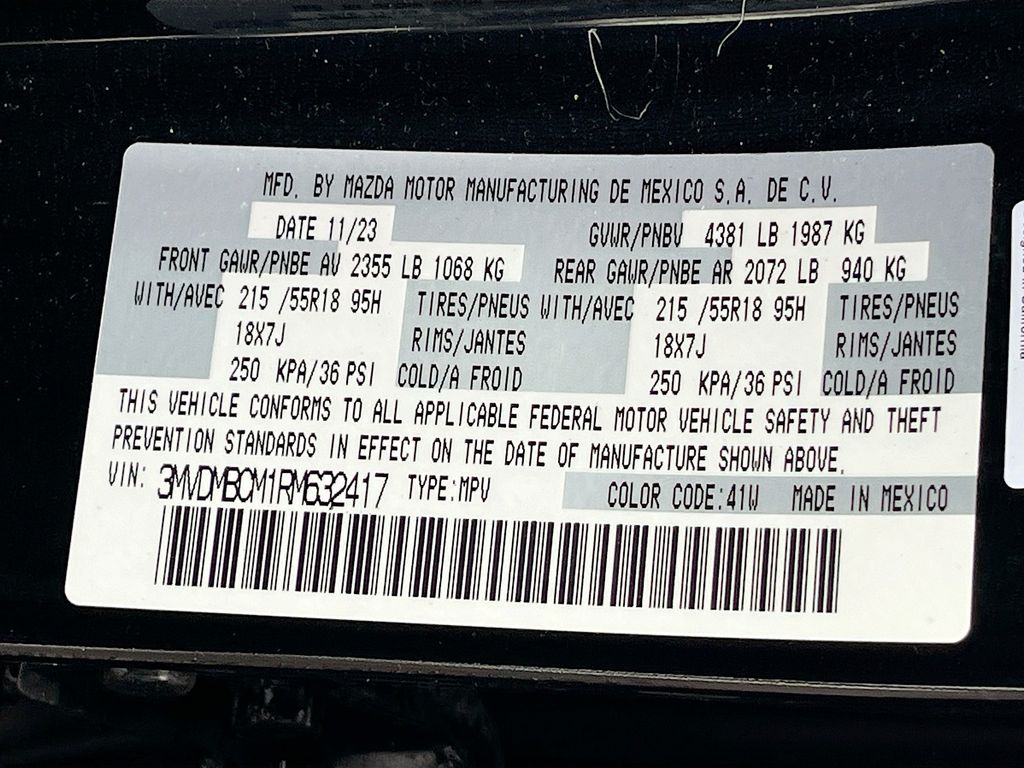 MFD. BY MAZDA MOTOR MANUFACTURING DE MEXICO S.A. DE C.V.
DATE 11/23 GVWR/PNBV 4381 LB 1987 KG
FRONT GAWR/PNBE AV 2355 LB 1068 KG REAR GAWR/PNBE AR 2072 LB 940 KG
WITH/AVEC 215 /55R18 95H TIRES/PNEUS WITH/AVEC 215 /55R18 95H TIRES/PNEUS
18X7J RIMS/JANTES 18X7J RIMS/JANTES
250 KPA/36 PSI COLD/A FROID 250 KPA/36 PSI COLD/A FROID
THIS VEHICLE CONFORMS TO ALL APPLICABLE FEDERAL MOTOR VEHICLE SAFETY AND THEFT
PREVENTION STANDARDS IN EFFECT ON THE DATE OF MANUFACTURE SHOWN ABOVE.
VIN: 3MVDMBCM1RM632417 TYPE:MPV COLOR CODE:41W MADE IN MEXICO